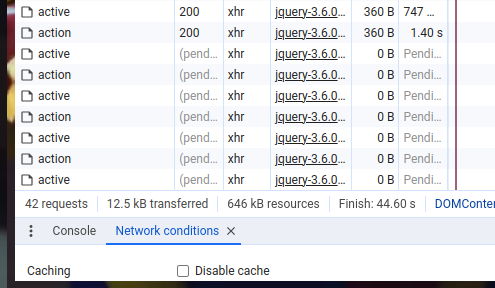 active 200 xhr jquery-3.6.0... 360 B 747 ...
action 200 xhr jquery-3.6.0... 360 B 1.40 s
active (pend... xhr jquery-3.6.0... 0 B Pendi...
action (pend... xhr jquery-3.6.0... 0 B Pendi...
active (pend... xhr jquery-3.6.0... 0 B Pendi...
action (pend... xhr jquery-3.6.0... 0 B Pendi...
active (pend... xhr jquery-3.6.0... 0 B Pendi...
action (pend... xhr jquery-3.6.0... 0 B Pendi...
active (pend... xhr jquery-3.6.0... 0 B Pendi...
42 requests 12.5 kB transferred 646 kB resources Finish: 44.60 s DOMConter
Console Network conditions
Caching Disable cache